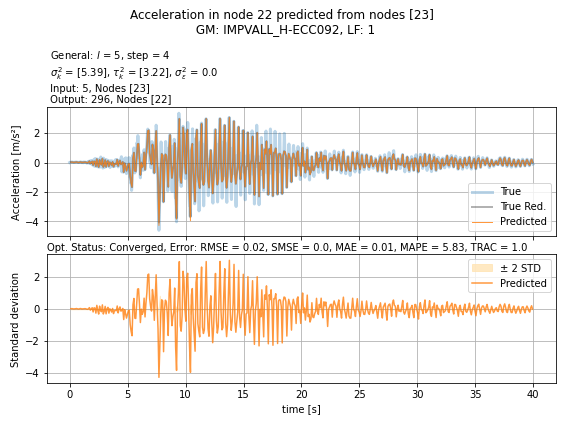 Acceleration in node 22 predicted from nodes [23]
GM: IMPVALL_H-ECC092, LF: 1
General: l = 5, step = 4
σ²ₖ = [5.39], τ²ₖ = [3.22], σ²ε = 0.0
Input: 5, Nodes [23]
Output: 296, Nodes [22]
Acceleration [m/s²]
2
0
−2
−4
True
True Red.
Predicted
Opt. Status: Converged, Error: RMSE = 0.02, SMSE = 0.0, MAE = 0.01, MAPE = 5.83, TRAC = 1.0
Standard deviation
2
0
−2
−4
± 2 STD
Predicted
0 5 10 15 20 25 30 35 40
time [s]